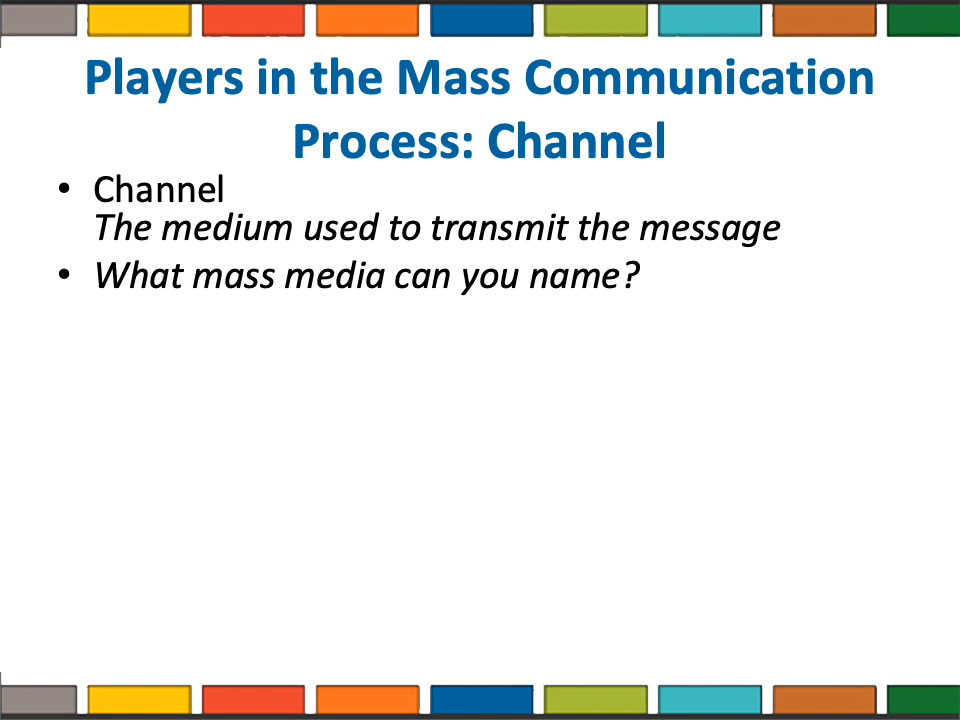 Players in the Mass Communication
Process: Channel
• Channel
The medium used to transmit the message
• What mass media can you name?